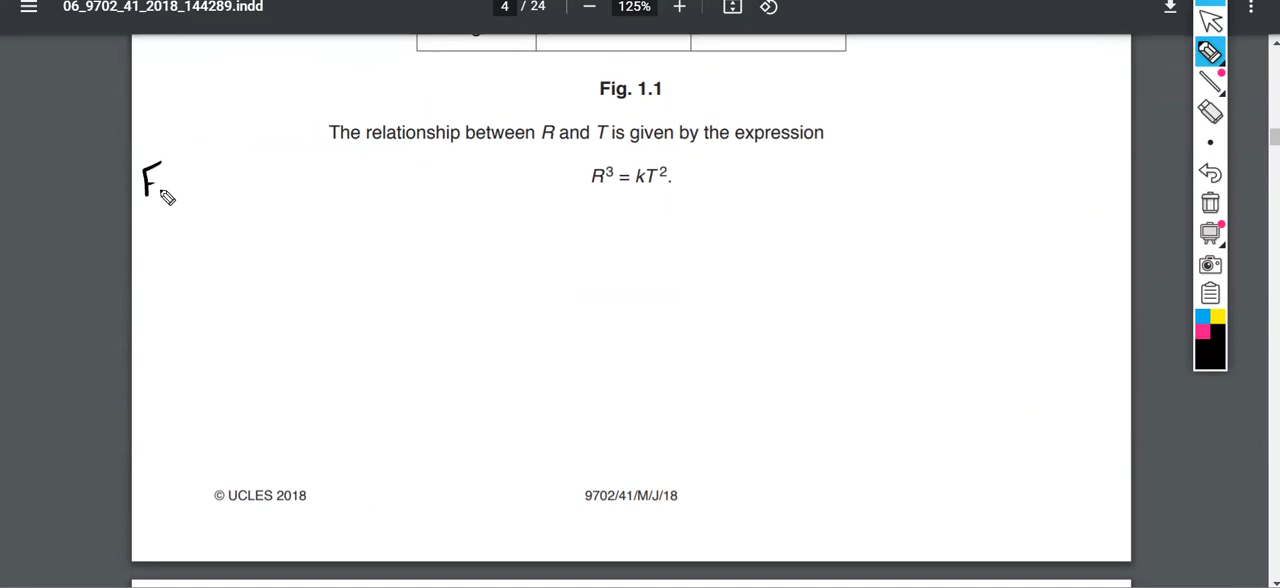 06_9702_41_2018_144289.indd 4 / 24 125%
Fig. 1.1
The relationship between R and T is given by the expression
R³ = kT².
F
© UCLES 2018 9702/41/M/J/18